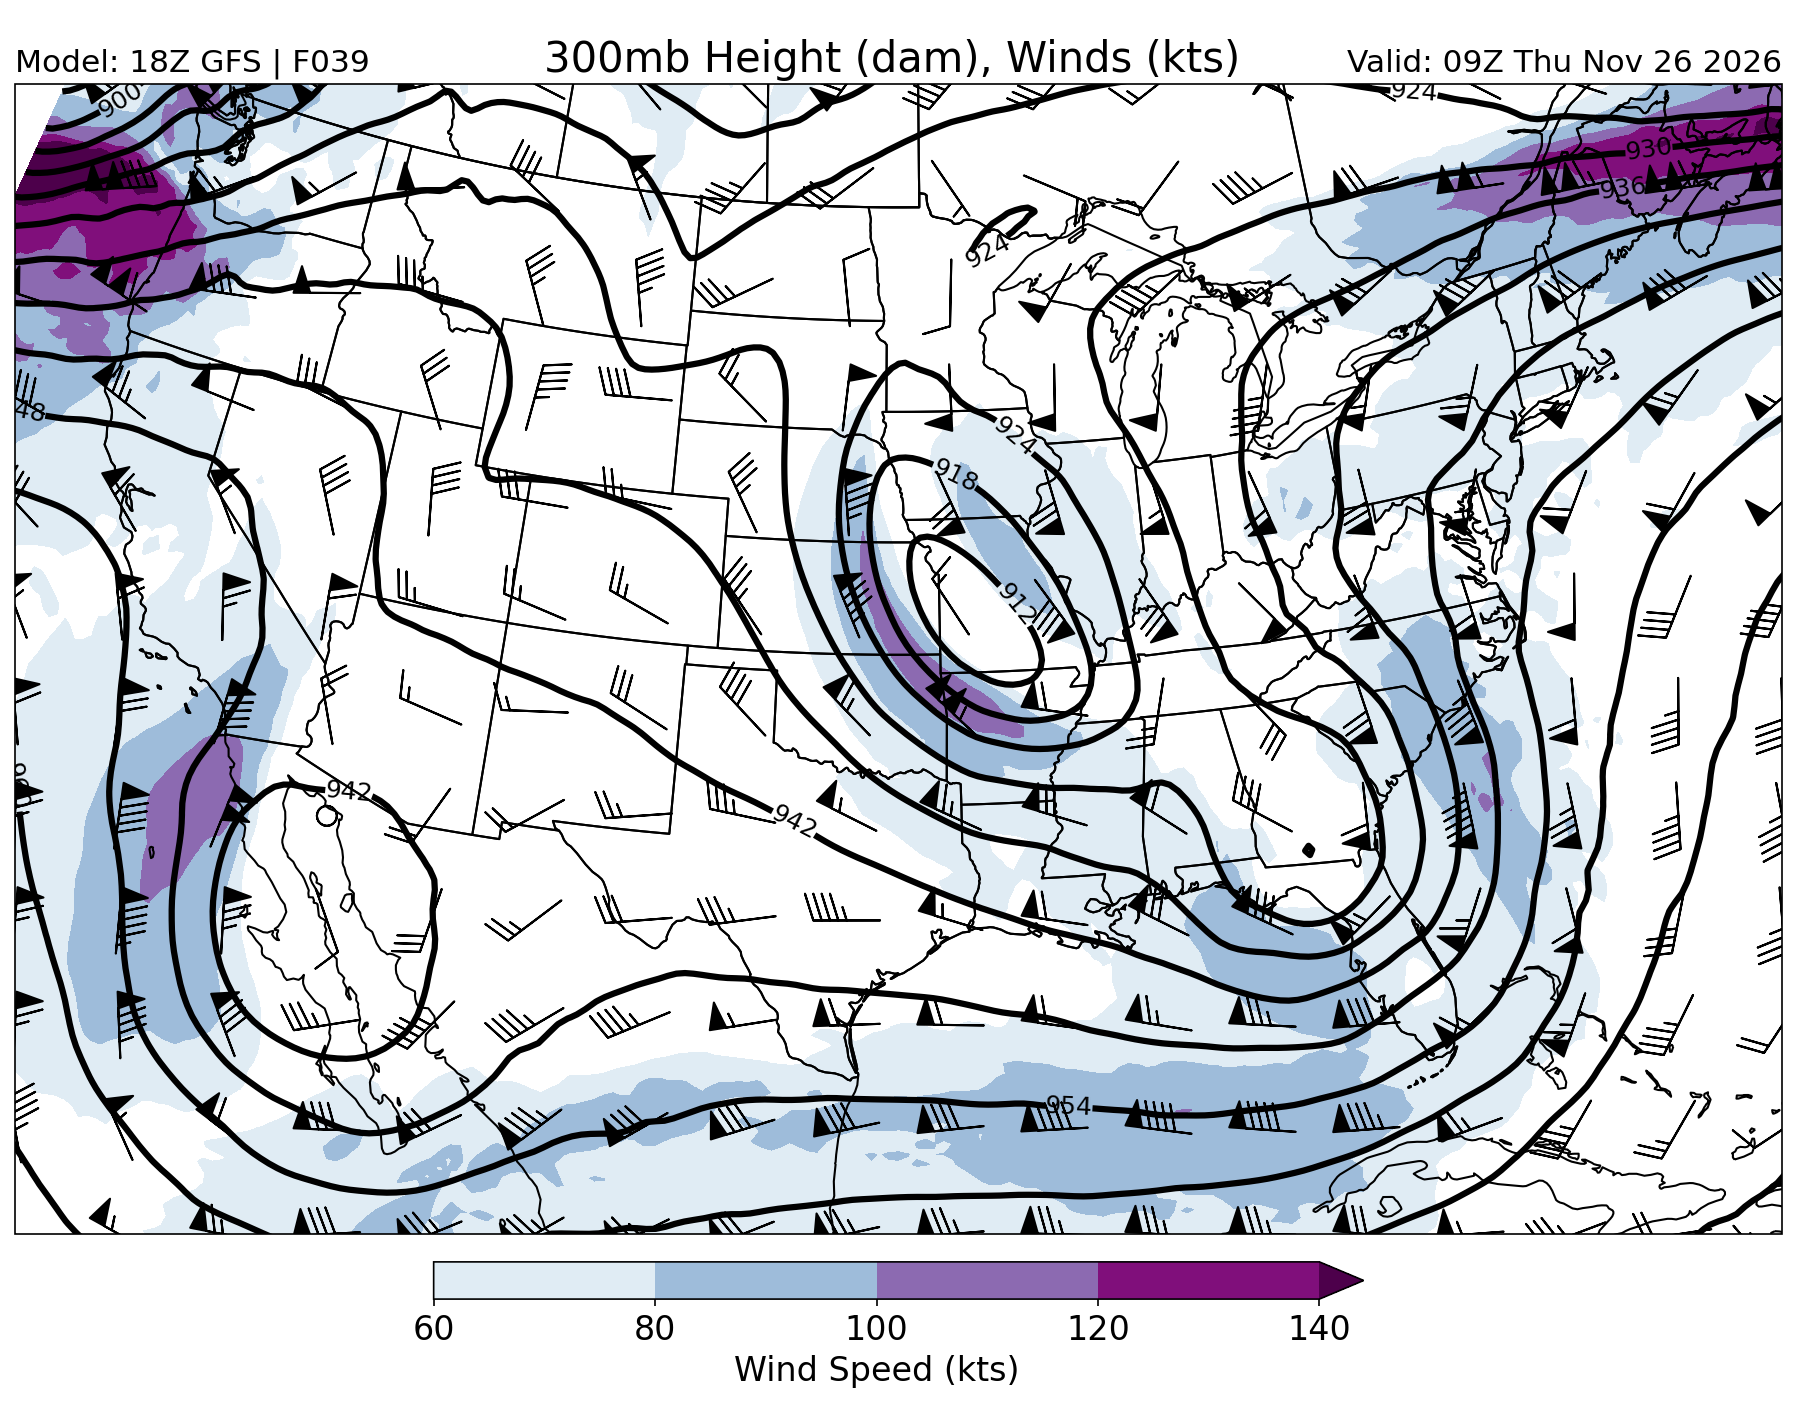 Model: 18Z GFS | F039
300mb Height (dam), Winds (kts)
Valid: 09Z Thu Nov 26 2026
900
924
930
936
924
48
924
918
912
942
942
954
60 80 100 120 140
Wind Speed (kts)